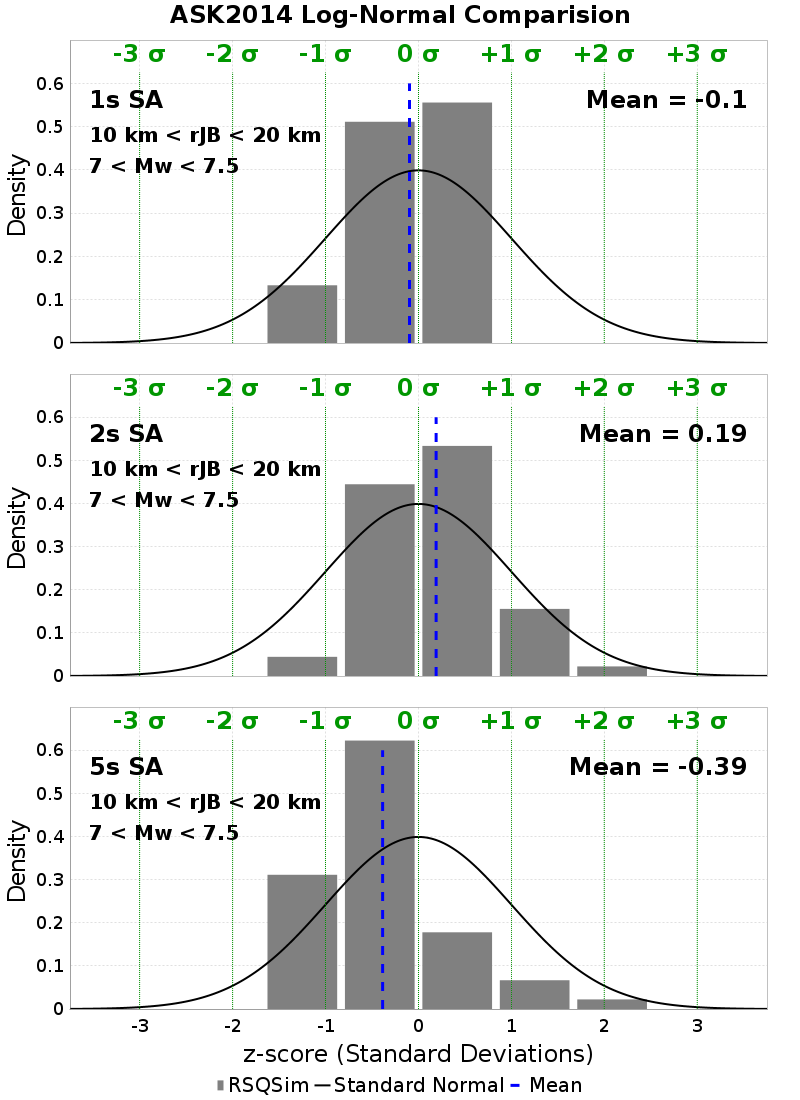 ASK2014 Log-Normal Comparision
-3 σ -2 σ -1 σ 0 σ +1 σ +2 σ +3 σ
1s SA
Mean = -0.1
10 km < rJB < 20 km
7 < Mw < 7.5
0.6
0.5
0.4
0.3
0.2
0.1
0
Density
-3 σ -2 σ -1 σ 0 σ +1 σ +2 σ +3 σ
2s SA
Mean = 0.19
10 km < rJB < 20 km
7 < Mw < 7.5
0.6
0.5
0.4
0.3
0.2
0.1
0
Density
-3 σ -2 σ -1 σ 0 σ +1 σ +2 σ +3 σ
5s SA
Mean = -0.39
10 km < rJB < 20 km
7 < Mw < 7.5
0.6
0.5
0.4
0.3
0.2
0.1
0
Density
-3 -2 -1 0 1 2 3
z-score (Standard Deviations)
RSQSim Standard Normal Mean